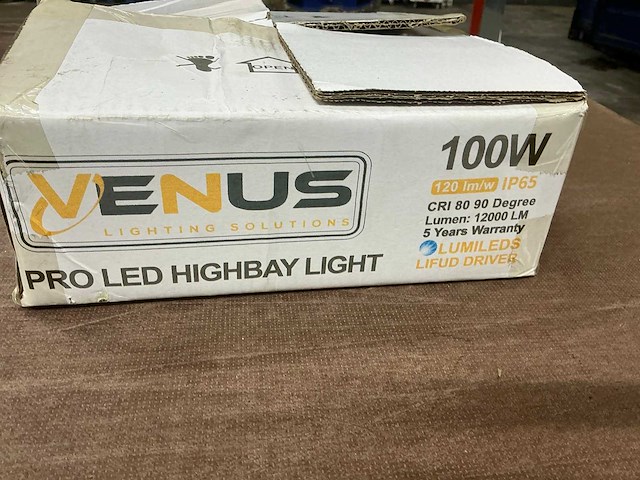 OPEN
VENUS
LIGHTING SOLUTIONS
PRO LED HIGHBAY LIGHT
100W
120 lm/w IP65
CRI 80 90 Degree
Lumen: 12000 LM
5 Years Warranty
LUMILEDS
LIFUD DRIVER